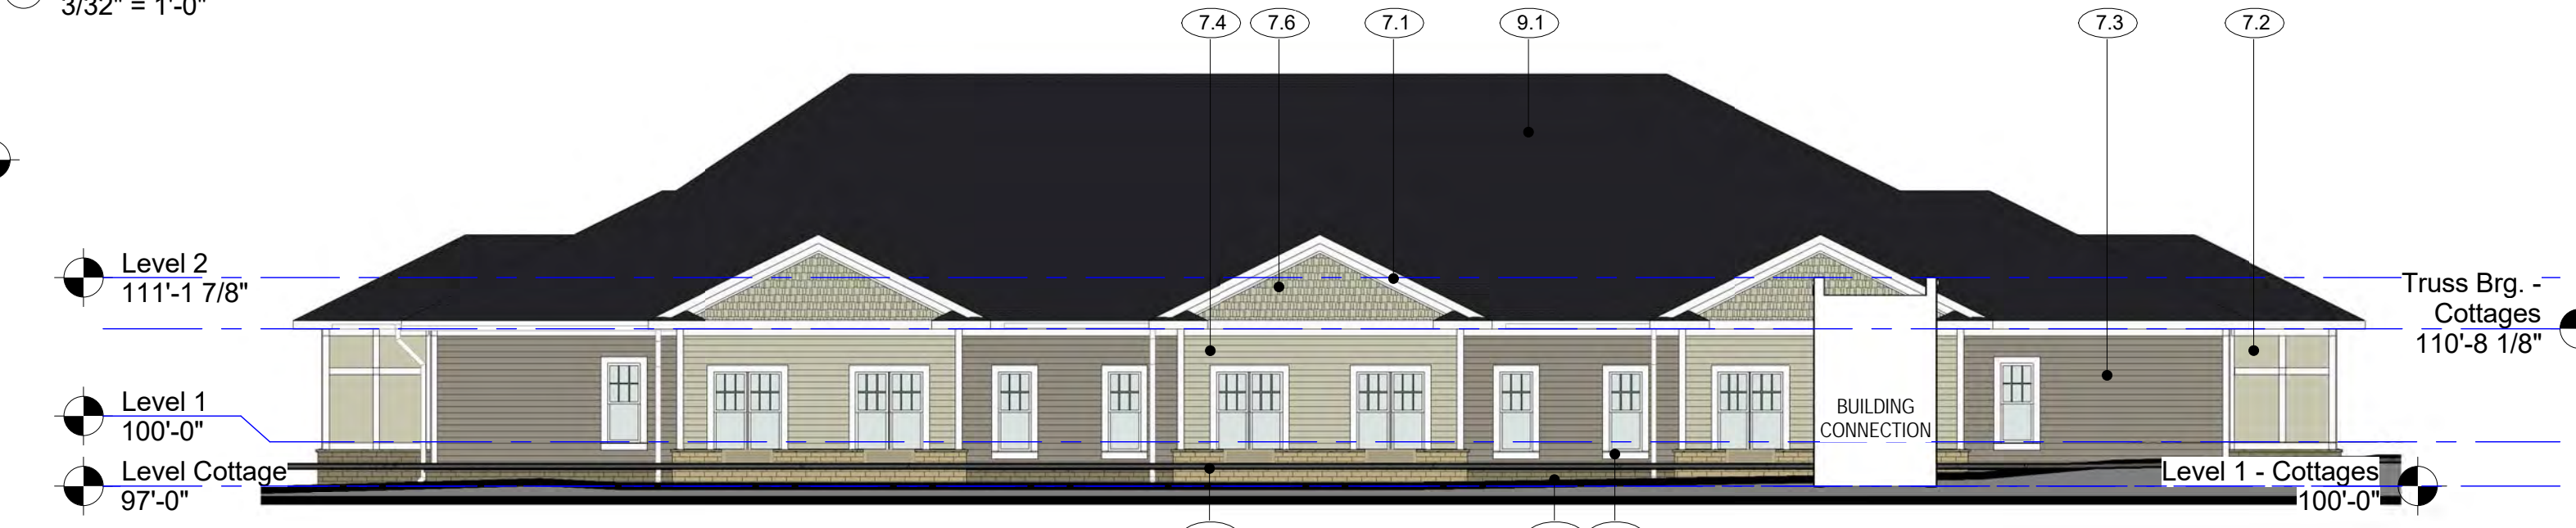 3/32" = 1'-0"
7.4
7.6
7.1
9.1
7.3
7.2
Level 2
111'-1 7/8"
Truss Brg. -
Cottages
110'-8 1/8"
Level 1
100'-0"
BUILDING
CONNECTION
Level Cottage
97'-0"
Level 1 - Cottages
100'-0"